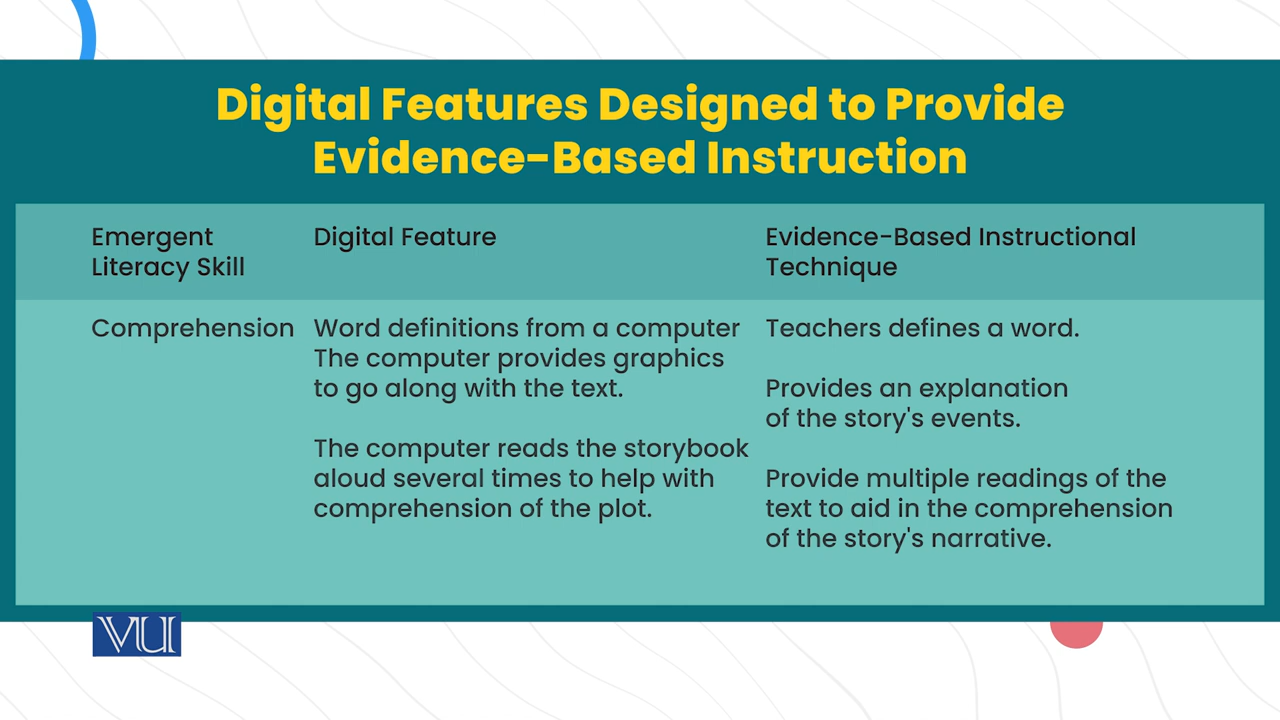 Digital Features Designed to Provide
Evidence-Based Instruction
Emergent
Literacy Skill
Digital Feature
Evidence-Based Instructional
Technique
Comprehension
Word definitions from a computer
The computer provides graphics
to go along with the text.
The computer reads the storybook
aloud several times to help with
comprehension of the plot.
Teachers defines a word.
Provides an explanation
of the story's events.
Provide multiple readings of the
text to aid in the comprehension
of the story's narrative.
VU